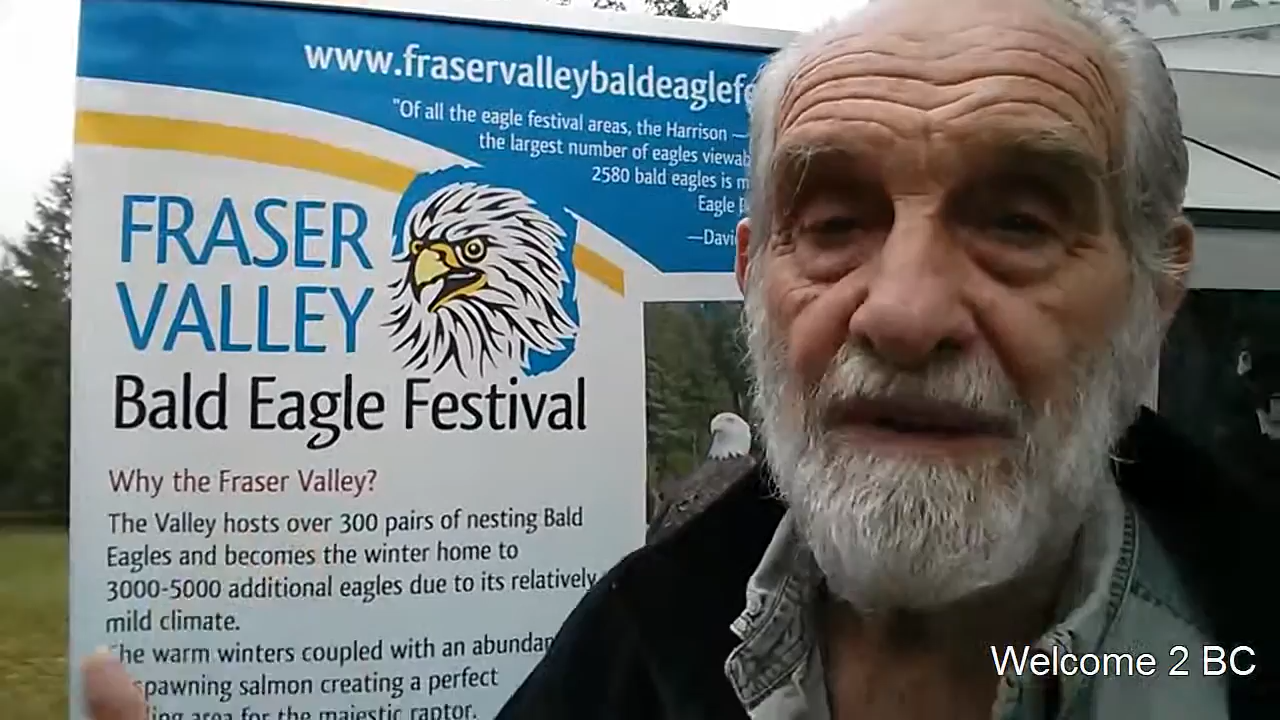 www.fraservalleybaldeaglefe
"Of all the eagle festival areas, the Harrison —
the largest number of eagles viewab
2580 bald eagles is m
Eagle
—Davi
FRASER
VALLEY
Bald Eagle Festival
Why the Fraser Valley?
The Valley hosts over 300 pairs of nesting Bald
Eagles and becomes the winter home to
3000-5000 additional eagles due to its relatively
mild climate.
The warm winters coupled with an abundan
spawning salmon creating a perfect
area for the majestic raptor.
Welcome 2 BC